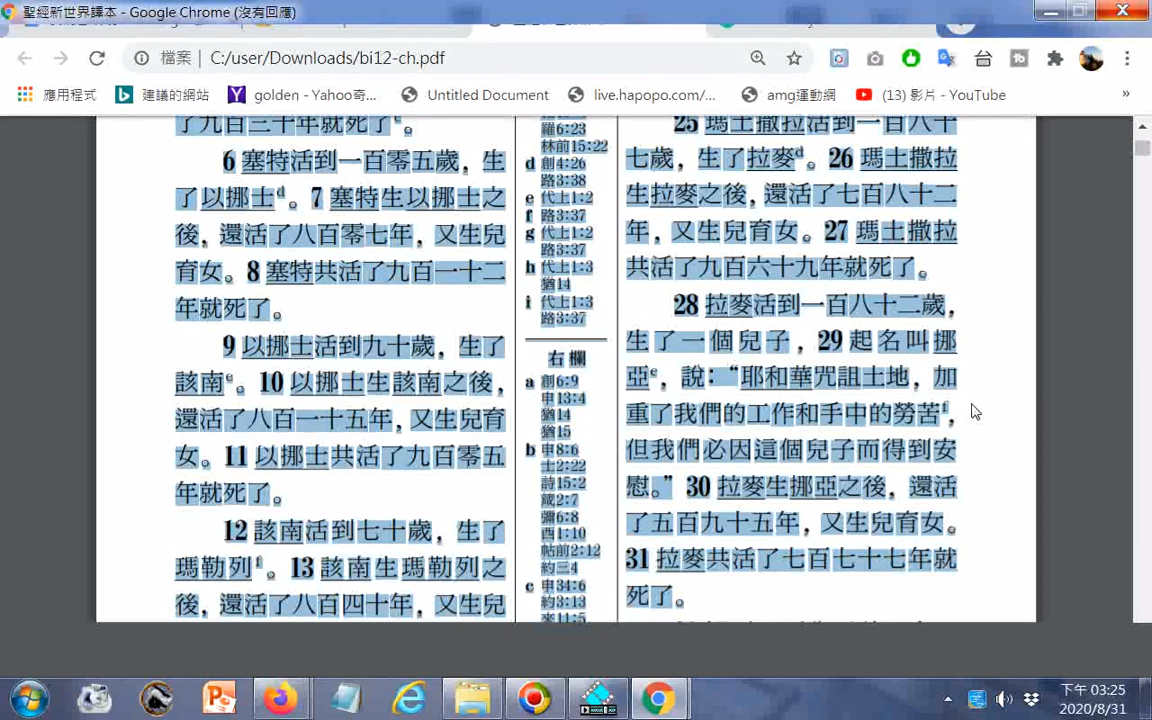 聖經新世界譯本 - Google Chrome (沒有回應)
檔案 | C:/user/Downloads/bi12-ch.pdf
應用程式 建議的網站 golden - Yahoo奇... Untitled Document live.hapopo.com/... amg運動網 (13) 影片 - YouTube »
了九百三十年就死了c。
6 塞特活到一百零五歲，生
了以挪士d。7 塞特生以挪士之
後，還活了八百零七年，又生兒
育女。8 塞特共活了九百一十二
年就死了。
9 以挪士活到九十歲，生了
該南e。10 以挪士生該南之後，
還活了八百一十五年，又生兒育
女。11 以挪士共活了九百零五
年就死了。
12 該南活到七十歲，生了
瑪勒列f。13 該南生瑪勒列之
後，還活了八百四十年，又生兒
羅6:23
林前15:22
d 創4:26
路3:38
e 代上1:2
f 路3:37
g 代上1:2
路3:37
h 代上1:3
猶14
i 代上1:3
路3:37
右欄
a 創6:9
申13:4
猶14
猶15
b 申8:6
士2:22
詩15:2
箴2:7
彌6:8
西1:10
帖前2:12
約三4
c 申34:6
約3:13
來11:5
25 瑪土撒拉活到一百八十
七歲，生了拉麥d。26 瑪土撒拉
生拉麥之後，還活了七百八十二
年，又生兒育女。27 瑪土撒拉
共活了九百六十九年就死了。
28 拉麥活到一百八十二歲，
生了一個兒子，29 起名叫挪
亞e，說：“耶和華咒詛土地，加
重了我們的工作和手中的勞苦f，
但我們必因這個兒子而得到安
慰。”30 拉麥生挪亞之後，還活
了五百九十五年，又生兒育女。
31 拉麥共活了七百七十七年就
死了。
下午 03:25
2020/8/31